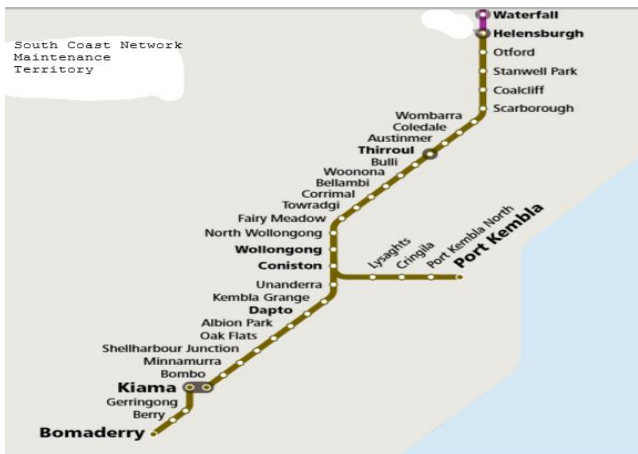 South Coast Network
Maintenance
Territory
Waterfall
Helensburgh
Otford
Stanwell Park
Coalcliff
Scarborough
Wombarra
Coledale
Austinmer
Thirroul
Bulli
Woonona
Bellambi
Corrimal
Towradgi
Fairy Meadow
North Wollongong
Wollongong
Coniston
Lysaghts
Cringila
Port Kembla North
Port Kembla
Unanderra
Kembla Grange
Dapto
Albion Park
Oak Flats
Shellharbour Junction
Minnamurra
Bombo
Kiama
Gerringong
Berry
Bomaderry